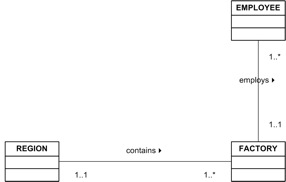 EMPLOYEE
1..*
employs ▸
1..1
REGION
contains ▸
FACTORY
1..1
1..*